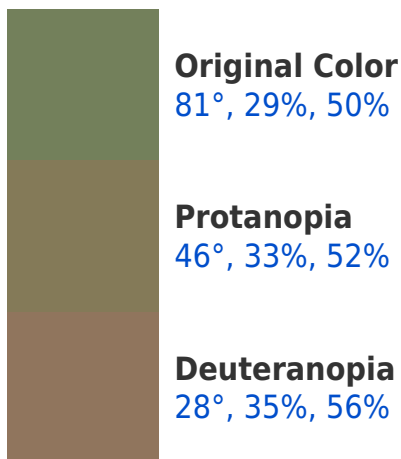 Original Color
81°, 29%, 50%
Protanopia
46°, 33%, 52%
Deuteranopia
28°, 35%, 56%